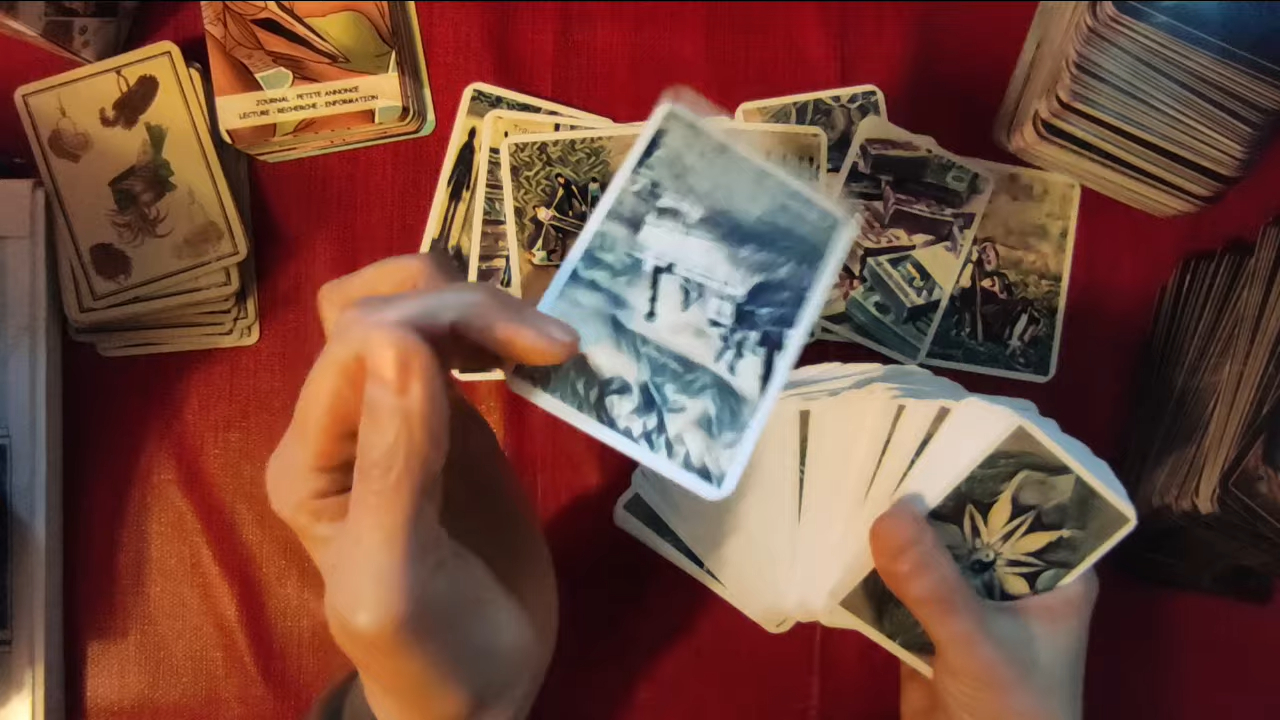 JOURNAL - PETITE ANNONCE
LECTURE - RECHERCHE - INFORMATION